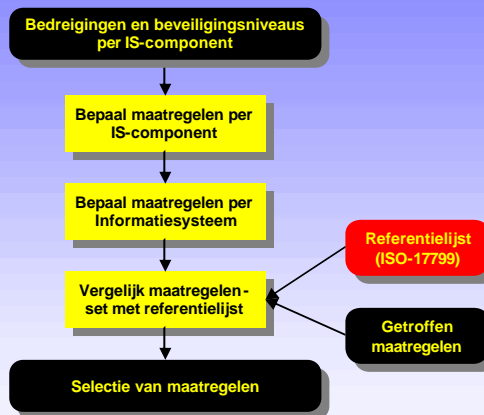 Bedreigingen en beveiligingsniveaus
per IS-component
Bepaal maatregelen per
IS-component
Bepaal maatregelen per
Informatiesysteem
Vergelijk maatregelen-
set met referentielijst
Referentielijst
(ISO-17799)
Getroffen
maatregelen
Selectie van maatregelen